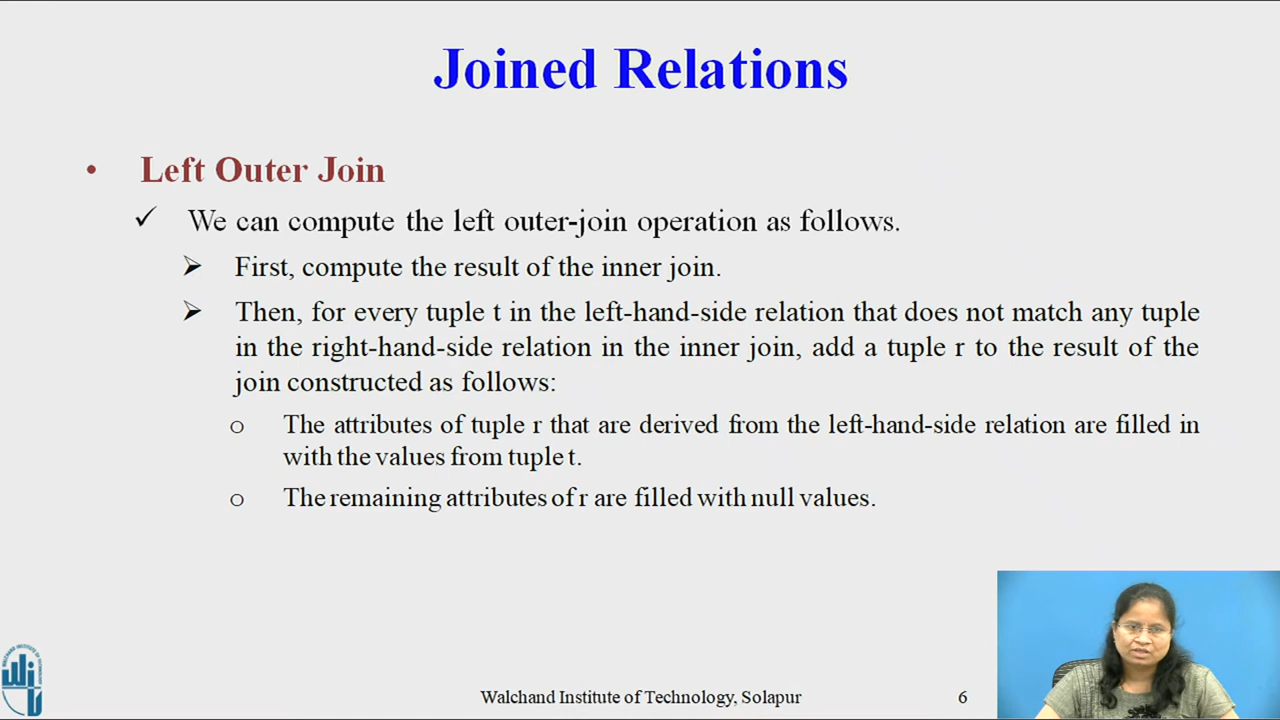 Joined Relations
• Left Outer Join
✓ We can compute the left outer-join operation as follows.
➢ First, compute the result of the inner join.
➢ Then, for every tuple t in the left-hand-side relation that does not match any tuple
in the right-hand-side relation in the inner join, add a tuple r to the result of the
join constructed as follows:
o The attributes of tuple r that are derived from the left-hand-side relation are filled in
with the values from tuple t.
o The remaining attributes of r are filled with null values.
Walchand Institute of Technology, Solapur
6